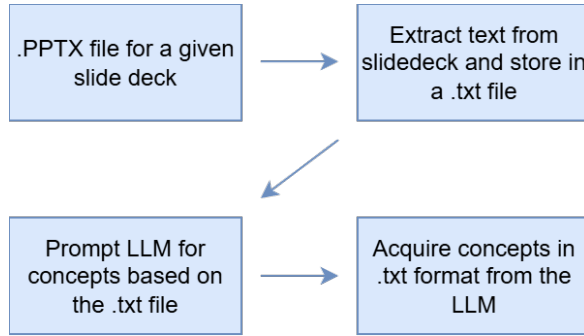 .PPTX file for a given
slide deck
Extract text from
slidedeck and store in
a .txt file
Prompt LLM for
concepts based on
the .txt file
Acquire concepts in
.txt format from the
LLM